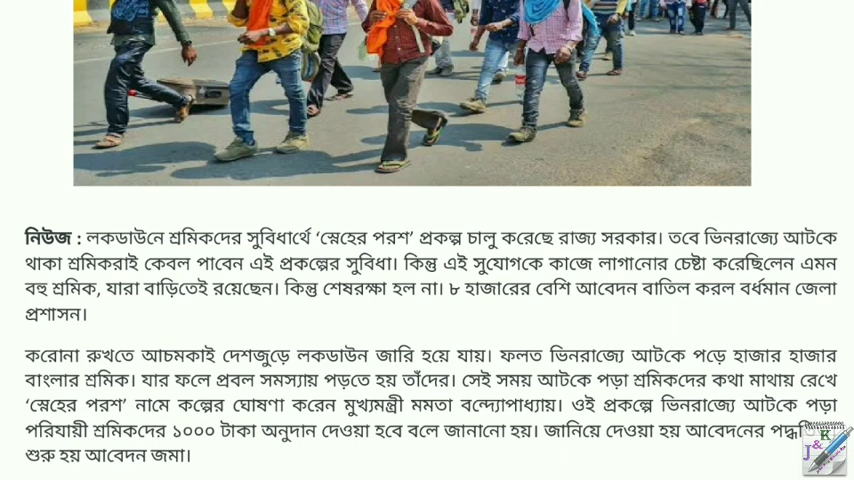 নিউজ : লকডাউনে শ্রমিকদের সুবিধার্থে ‘স্নেহের পরশ’ প্রকল্প চালু করেছে রাজ্য সরকার। তবে ভিনরাজ্যে আটকে
থাকা শ্রমিকরাই কেবল পাবেন এই প্রকল্পের সুবিধা। কিন্তু এই সুযোগকে কাজে লাগানোর চেষ্টা করেছিলেন এমন
বহু শ্রমিক, যারা বাড়িতেই রয়েছেন। কিন্তু শেষরক্ষা হল না। ৮ হাজারের বেশি আবেদন বাতিল করল বর্ধমান জেলা
প্রশাসন।
করোনা রুখতে আচমকাই দেশজুড়ে লকডাউন জারি হয়ে যায়। ফলত ভিনরাজ্যে আটকে পড়ে হাজার হাজার
বাংলার শ্রমিক। যার ফলে প্রবল সমস্যায় পড়তে হয় তাঁদের। সেই সময় আটকে পড়া শ্রমিকদের কথা মাথায় রেখে
‘স্নেহের পরশ’ নামে কল্পের ঘোষণা করেন মুখ্যমন্ত্রী মমতা বন্দ্যোপাধ্যায়। ওই প্রকল্পে ভিনরাজ্যে আটকে পড়া
পরিযায়ী শ্রমিকদের ১০০০ টাকা অনুদান দেওয়া হবে বলে জানানো হয়। জানিয়ে দেওয়া হয় আবেদনের
শুরু হয় আবেদন জমা।
J & K